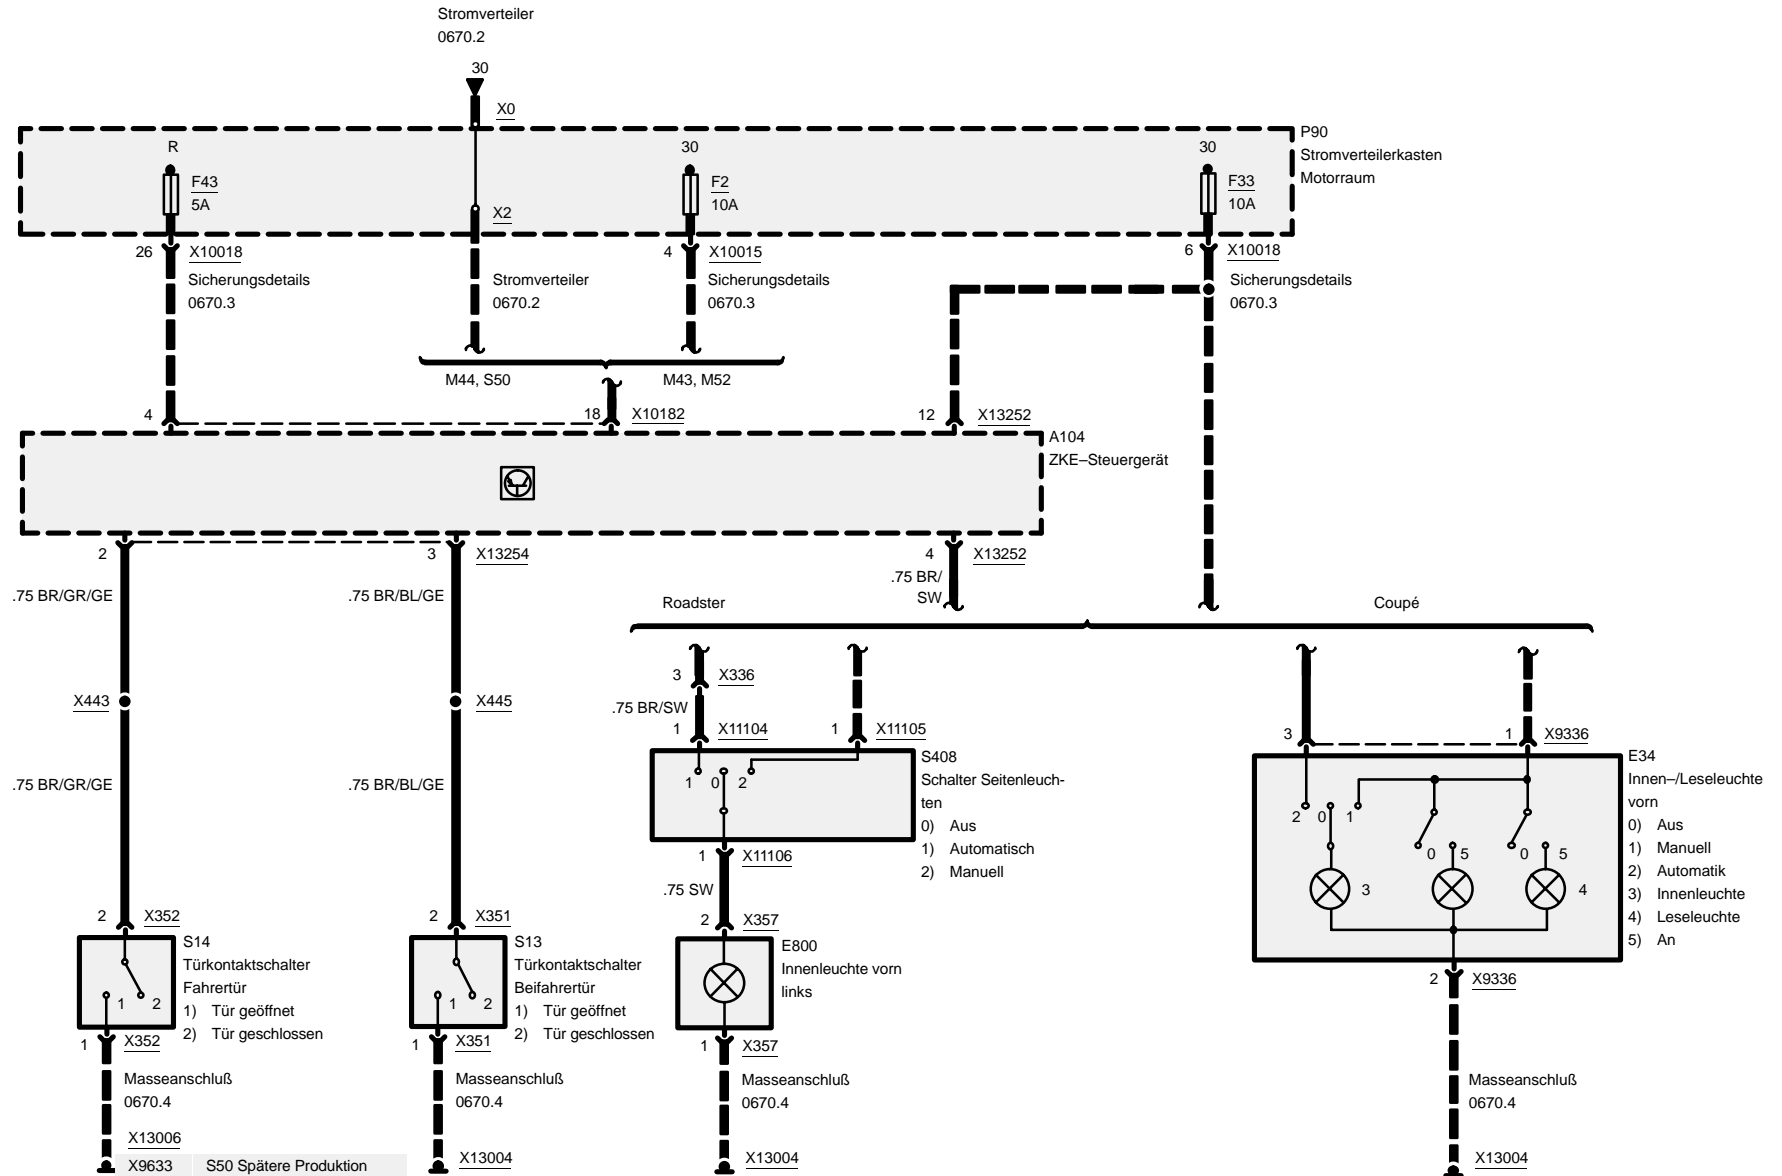 Stromverteiler
0670.2
30
X0
P90
Stromverteilerkasten
Motorraum
R
F43
5A
X2
30
F2
10A
30
F33
10A
26
X10018
Sicherungsdetails
0670.3
Stromverteiler
0670.2
4
X10015
Sicherungsdetails
0670.3
6
X10018
Sicherungsdetails
0670.3
M44, S50
M43, M52
4
18
X10182
12
X13252
A104
ZKE–Steuergerät
2
3
X13254
4
X13252
.75 BR/GR/GE
.75 BR/BL/GE
.75 BR/
SW
Roadster
Coupé
X443
X445
3
X336
.75 BR/SW
1
X11104
1
X11105
3
1
X9336
.75 BR/GR/GE
.75 BR/BL/GE
1
0
2
S408
Schalter Seitenleuch-
ten
0) Aus
1) Automatisch
2) Manuell
1
X11106
.75 SW
2
X357
2
0
1
0
5
0
5
3
4
E34
Innen–/Leseleuchte
vorn
0) Aus
1) Manuell
2) Automatik
3) Innenleuchte
4) Leseleuchte
5) An
2
X352
2
X351
1
2
S14
Türkontaktschalter
Fahrertür
1) Tür geöffnet
2) Tür geschlossen
1
2
S13
Türkontaktschalter
Beifahrertür
1) Tür geöffnet
2) Tür geschlossen
E800
Innenleuchte vorn
links
2
X9336
1
X352
1
X351
1
X357
Masseanschluß
0670.4
Masseanschluß
0670.4
Masseanschluß
0670.4
Masseanschluß
0670.4
X13006
X9633
S50 Spätere Produktion
X13004
X13004
X13004